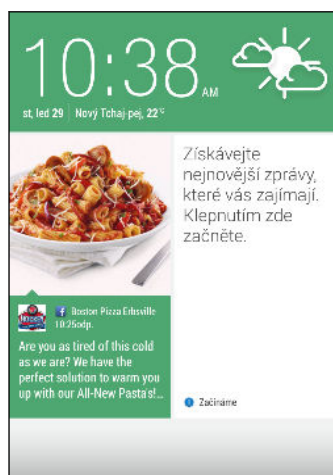 10:38 AM
st, led 29 | Nový Tchaj-pej, 22°C
Získávejte
nejnovější zprávy,
které vás zajímají.
Klepnutím zde
začněte.
Boston Pizza Erbsville
10:25odp.
Are you as tired of this cold
as we are? We have the
perfect solution to warm you
up with our All-New Pasta's!...
Začínáme